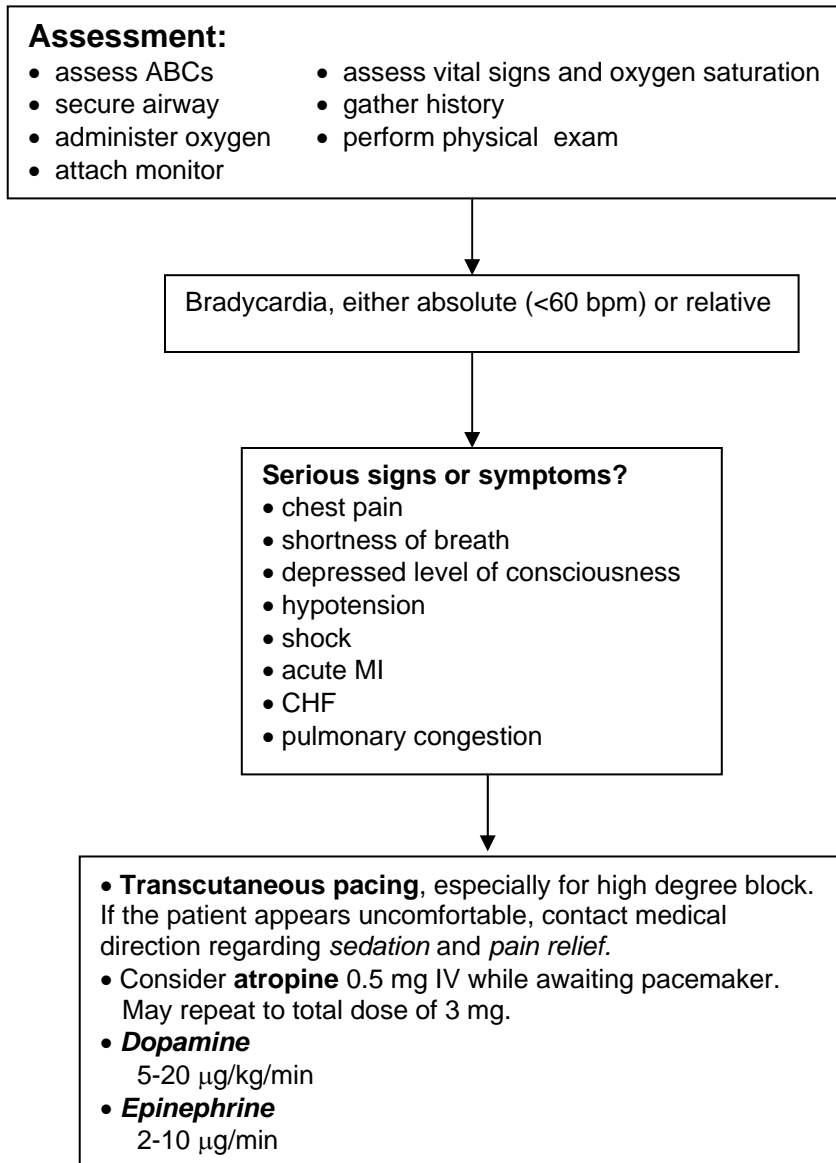 Assessment:
• assess ABCs
• secure airway
• administer oxygen
• attach monitor
• assess vital signs and oxygen saturation
• gather history
• perform physical exam
Bradycardia, either absolute (<60 bpm) or relative
Serious signs or symptoms?
• chest pain
• shortness of breath
• depressed level of consciousness
• hypotension
• shock
• acute MI
• CHF
• pulmonary congestion
• Transcutaneous pacing, especially for high degree block.
If the patient appears uncomfortable, contact medical
direction regarding sedation and pain relief.
• Consider atropine 0.5 mg IV while awaiting pacemaker.
May repeat to total dose of 3 mg.
• Dopamine
5-20 μg/kg/min
• Epinephrine
2-10 μg/min